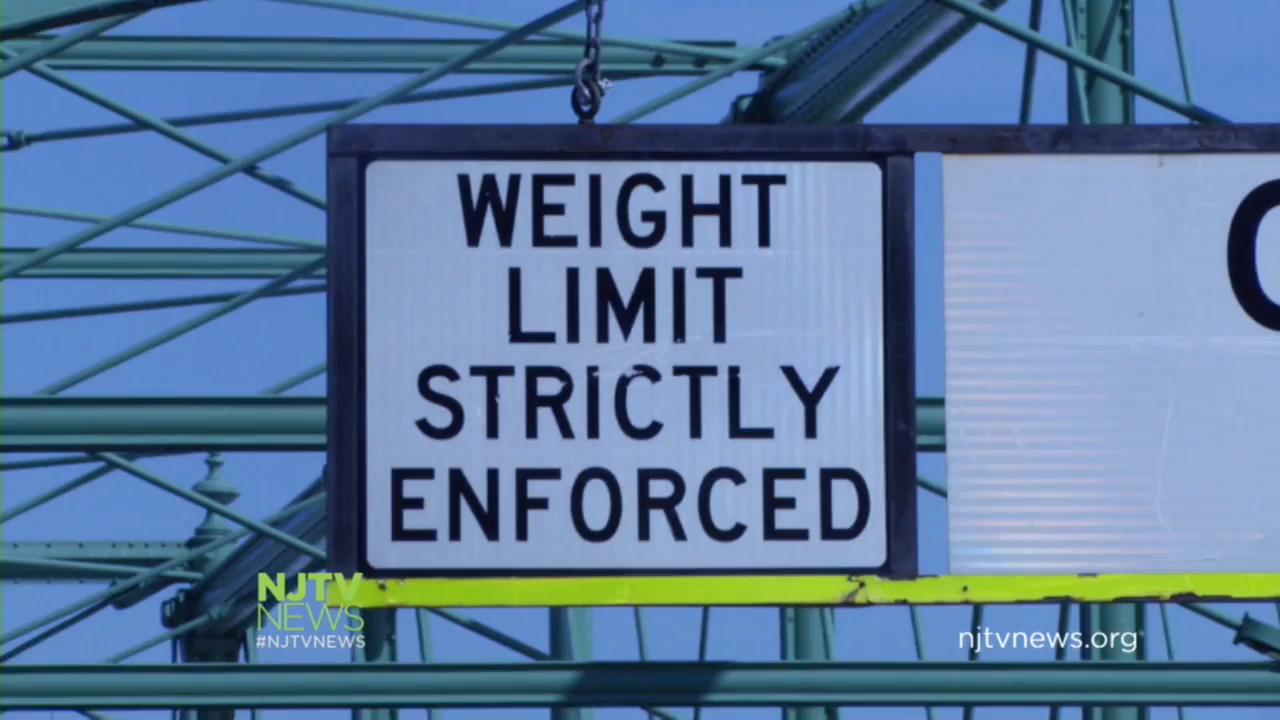 WEIGHT
LIMIT
STRICTLY
ENFORCED
NJTV
NEWS
#NJTVNEWS
njtvnews.org